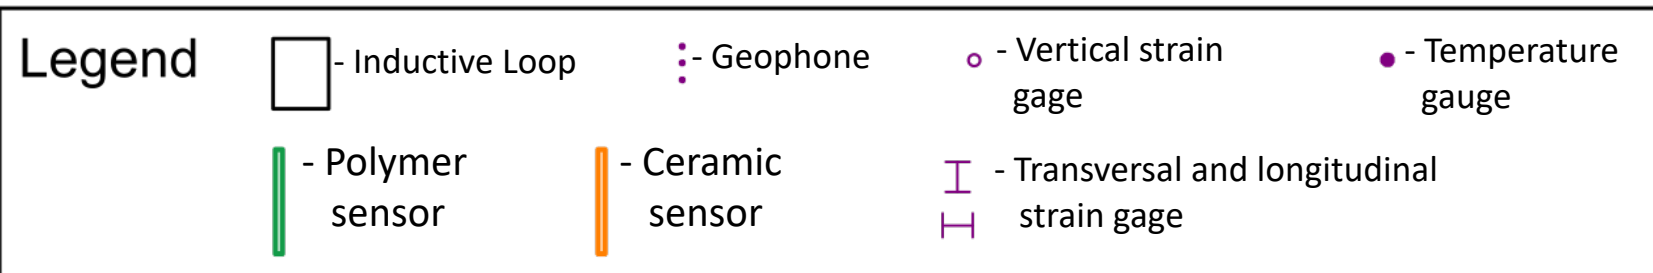 Legend
- Inductive Loop
- Geophone
- Vertical strain
gage
- Temperature
gauge
- Polymer
sensor
- Ceramic
sensor
- Transversal and longitudinal
strain gage